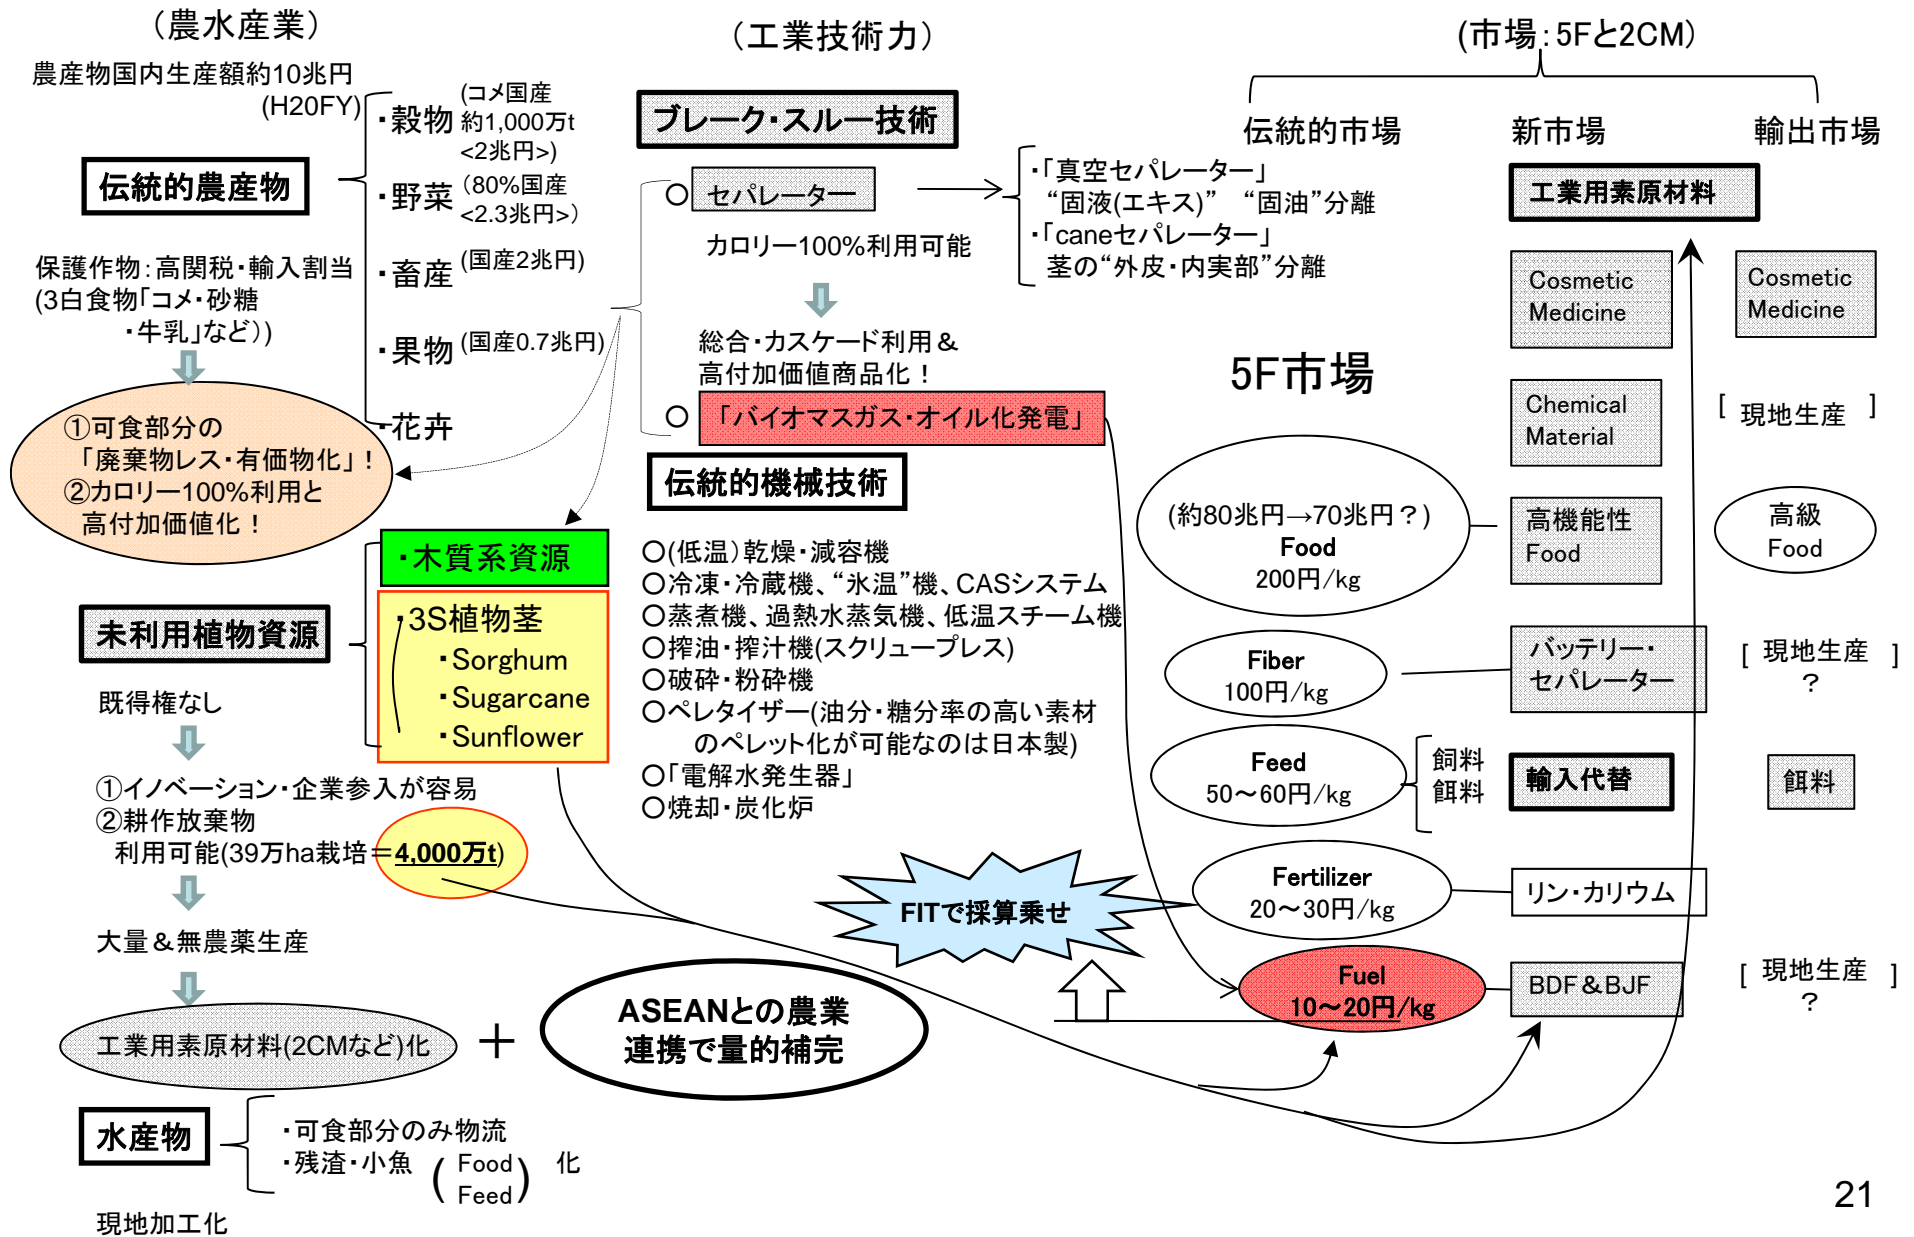 (農水産業)
農産物国内生産額約10兆円
(H20FY)
伝統的農産物
・穀物
(コメ国産
約1,000万t
<2兆円>)
・野菜
(80%国産
<2.3兆円>)
・畜産
(国産2兆円)
・果物
(国産0.7兆円)
・花卉
保護作物:高関税・輸入割当
(3白食物「コメ・砂糖
・牛乳」など))
①可食部分の
「廃棄物レス・有価物化」!
②カロリー100%利用と
高付加価値化!
・木質系資源
・3S植物茎
・Sorghum
・Sugarcane
・Sunflower
未利用植物資源
既得権なし
①イノベーション・企業参入が容易
②耕作放棄物
利用可能(39万ha栽培=4,000万t)
大量&無農薬生産
工業用素原材料(2CMなど)化
+
ASEANとの農業
連携で量的補完
水産物
・可食部分のみ物流
・残渣・小魚
(Food
Feed)
化
現地加工化
(工業技術力)
ブレーク・スルー技術
○ セパレーター
・「真空セパレーター」
“固液(エキス)” “固油”分離
・「caneセパレーター」
茎の“外皮・内実部”分離
カロリー100%利用可能
総合・カスケード利用&
高付加価値商品化!
○ 「バイオマスガス・オイル化発電」
伝統的機械技術
○(低温)乾燥・減容機
○冷凍・冷蔵機、“氷温”機、CASシステム
○蒸煮機、過熱水蒸気機、低温スチーム機
○搾油・搾汁機(スクリュープレス)
○破砕・粉砕機
○ペレタイザー(油分・糖分率の高い素材
のペレット化が可能なのは日本製)
○「電解水発生器」
○焼却・炭化炉
FITで採算乗せ
(市場:5Fと2CM)
伝統的市場
新市場
輸出市場
工業用素原材料
Cosmetic
Medicine
Cosmetic
Medicine
5F市場
Chemical
Material
[ 現地生産 ]
(約80兆円→70兆円?)
Food
200円/kg
高機能性
Food
高級
Food
Fiber
100円/kg
バッテリー・
セパレーター
[ 現地生産 ]
?
Feed
50~60円/kg
飼料
餌料
輸入代替
餌料
Fertilizer
20~30円/kg
リン・カリウム
Fuel
10~20円/kg
BDF&BJF
[ 現地生産 ]
?
21